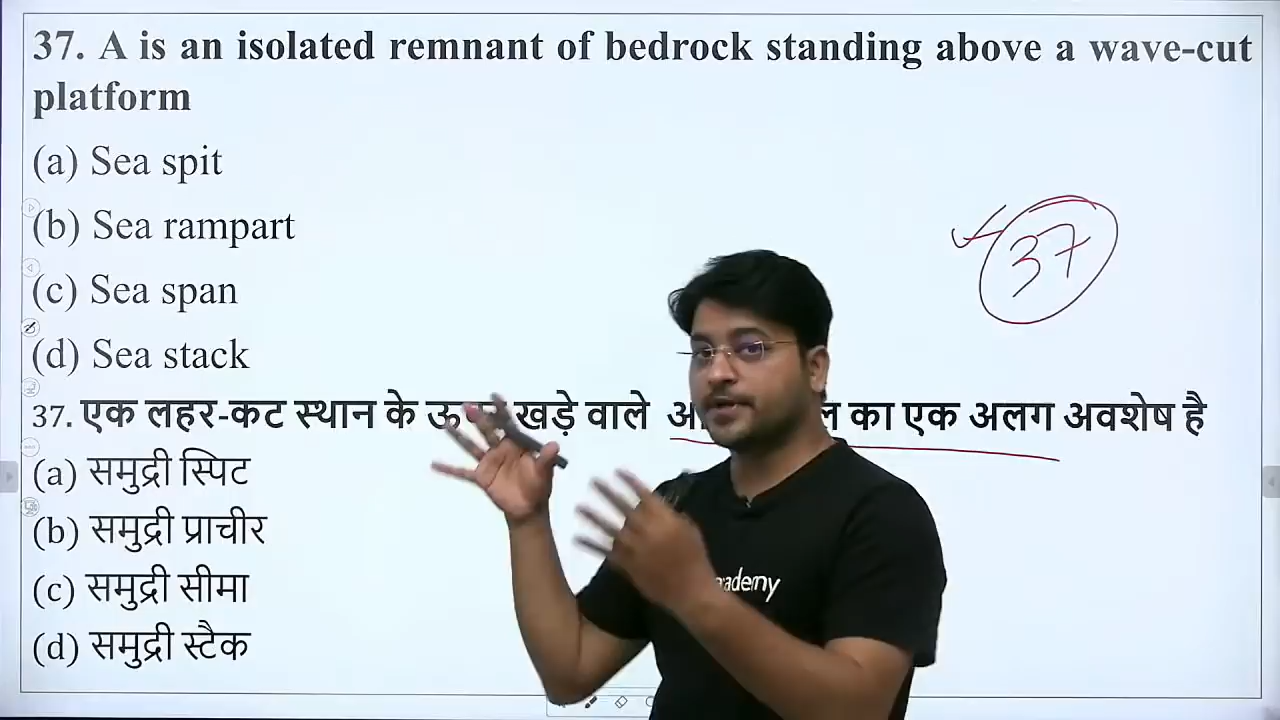 37. A is an isolated remnant of bedrock standing above a wave-cut
platform
(a) Sea spit
(b) Sea rampart
(c) Sea span
(d) Sea stack
37
37. एक लहर-कट स्थान के खड़े वाले का एक अलग अवशेष है
(a) समुद्री स्पिट
(b) समुद्री प्राचीर
(c) समुद्री सीमा
(d) समुद्री स्टैक